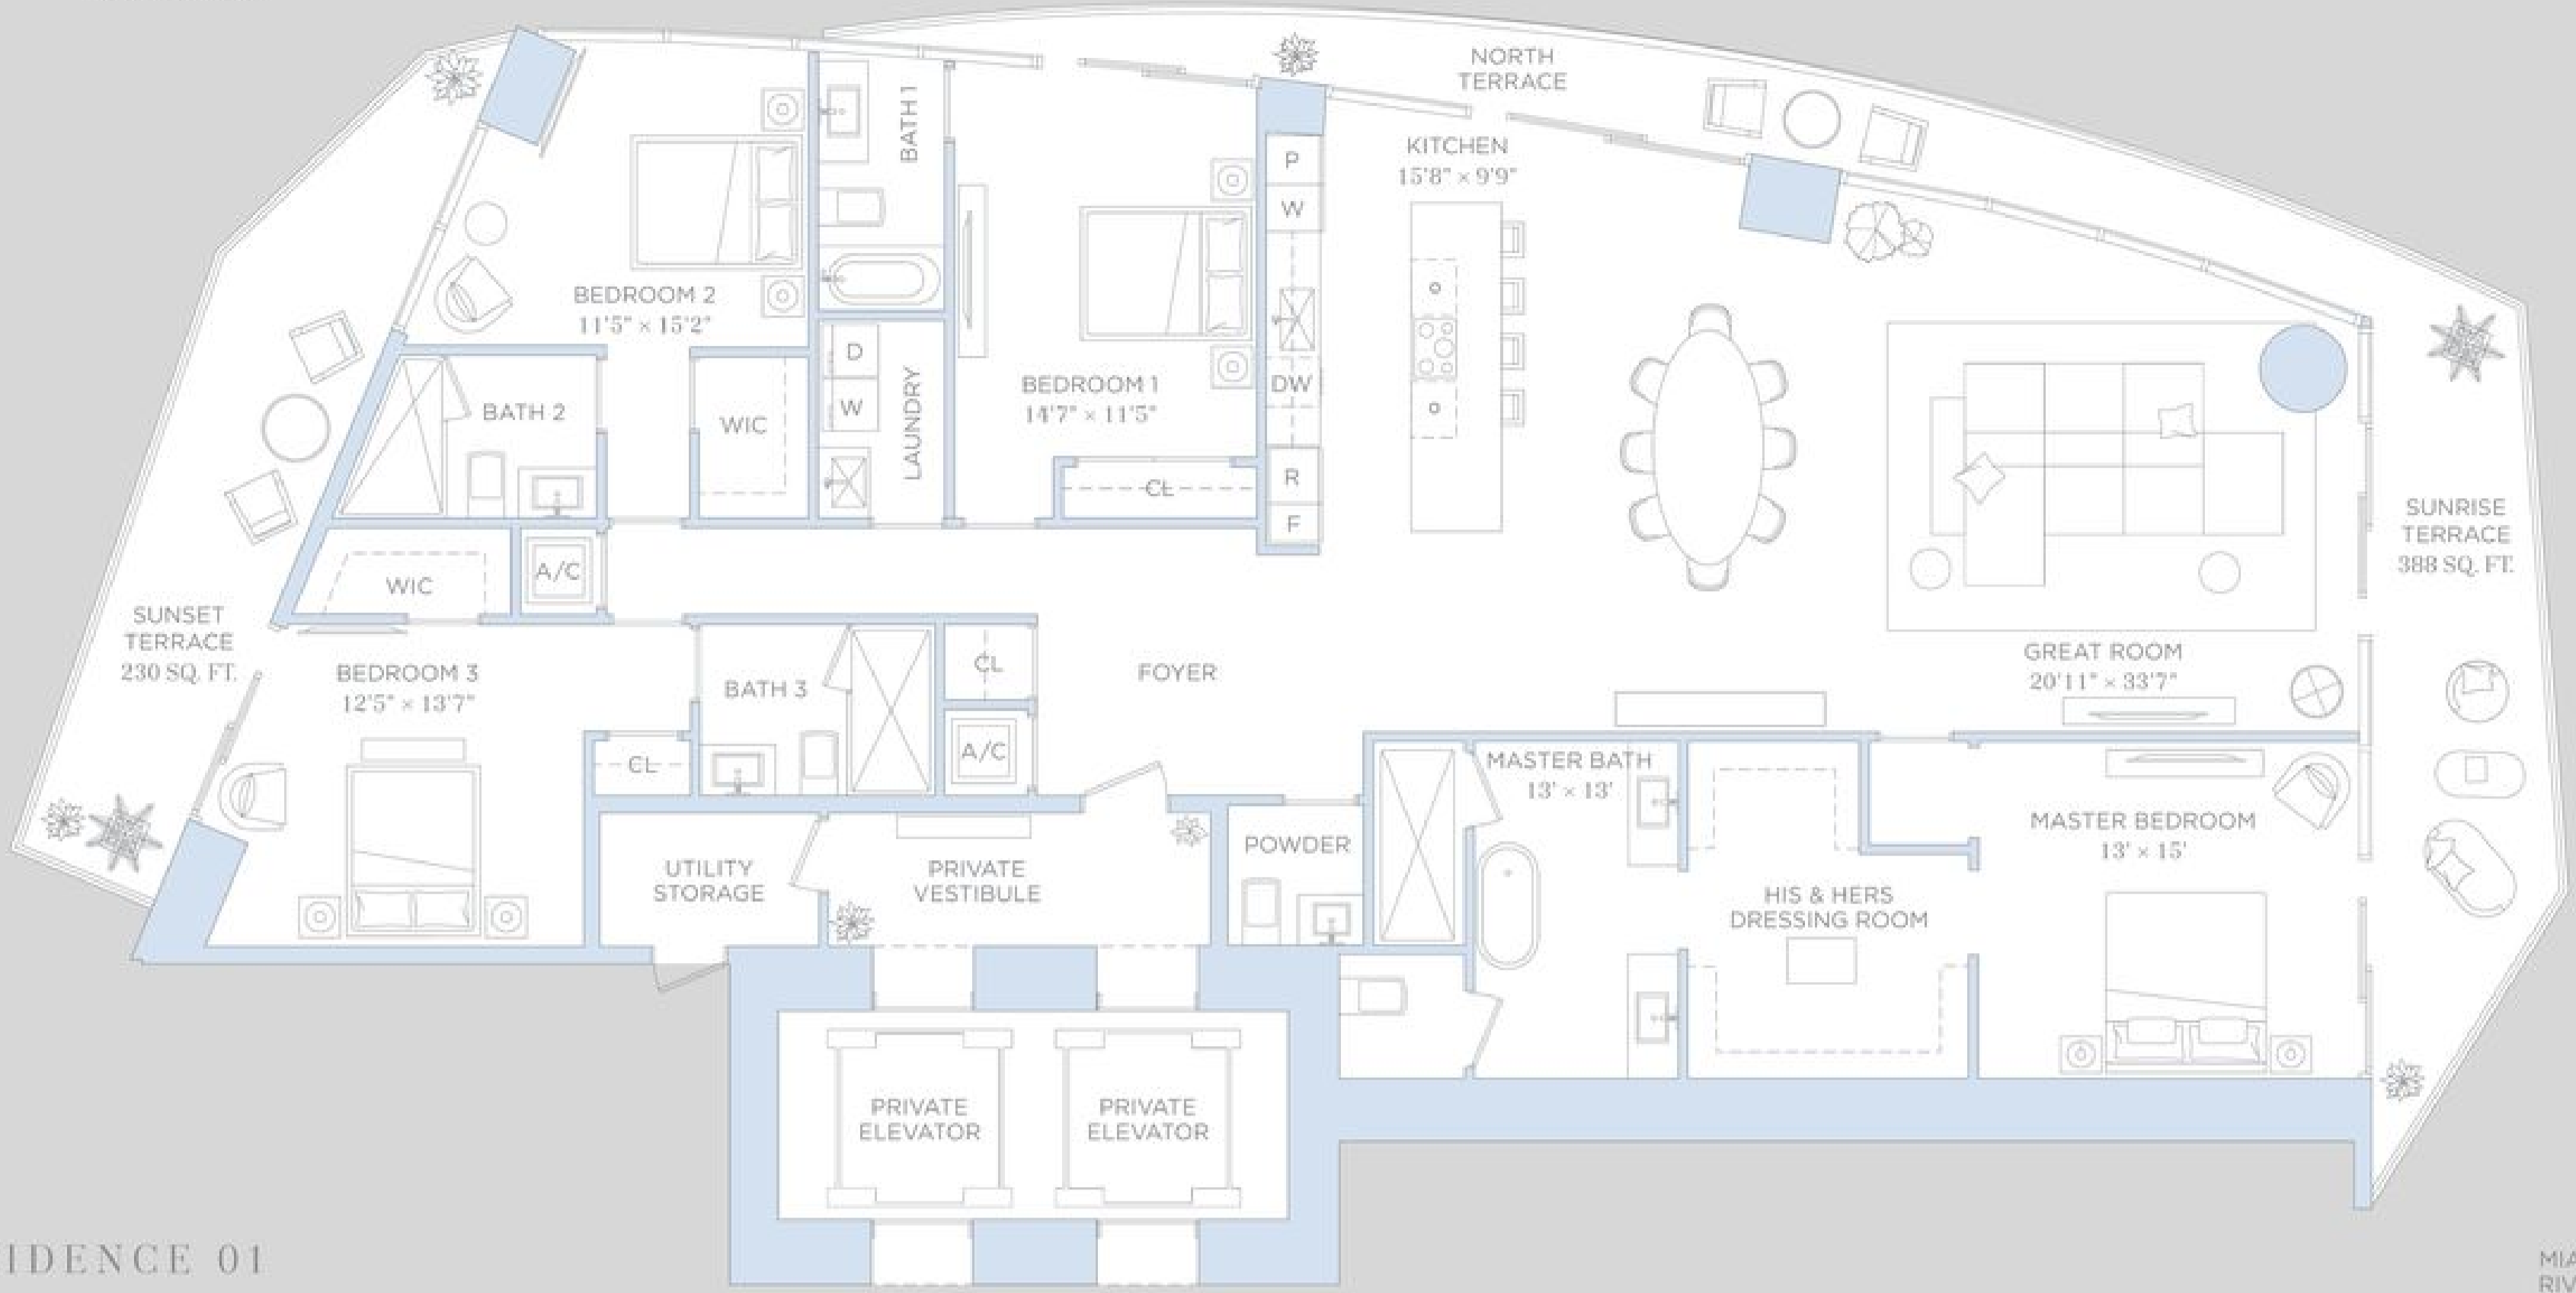 NORTH
TERRACE
BATH 1
KITCHEN
15'8" × 9'9"
P
W
BEDROOM 2
11'5" × 15'2"
D
W
LAUNDRY
BEDROOM 1
14'7" × 11'5"
DW
BATH 2
WIC
CL
R
F
SUNRISE
TERRACE
388 SQ. FT.
WIC
A/C
SUNSET
TERRACE
230 SQ. FT.
BEDROOM 3
12'5" × 13'7"
BATH 3
CL
FOYER
GREAT ROOM
20'11" × 33'7"
CL
A/C
MASTER BATH
13' × 13'
MASTER BEDROOM
13' × 15'
UTILITY
STORAGE
PRIVATE
VESTIBULE
POWDER
HIS & HERS
DRESSING ROOM
PRIVATE
ELEVATOR
PRIVATE
ELEVATOR
IDENCE 01
MIA
RIV